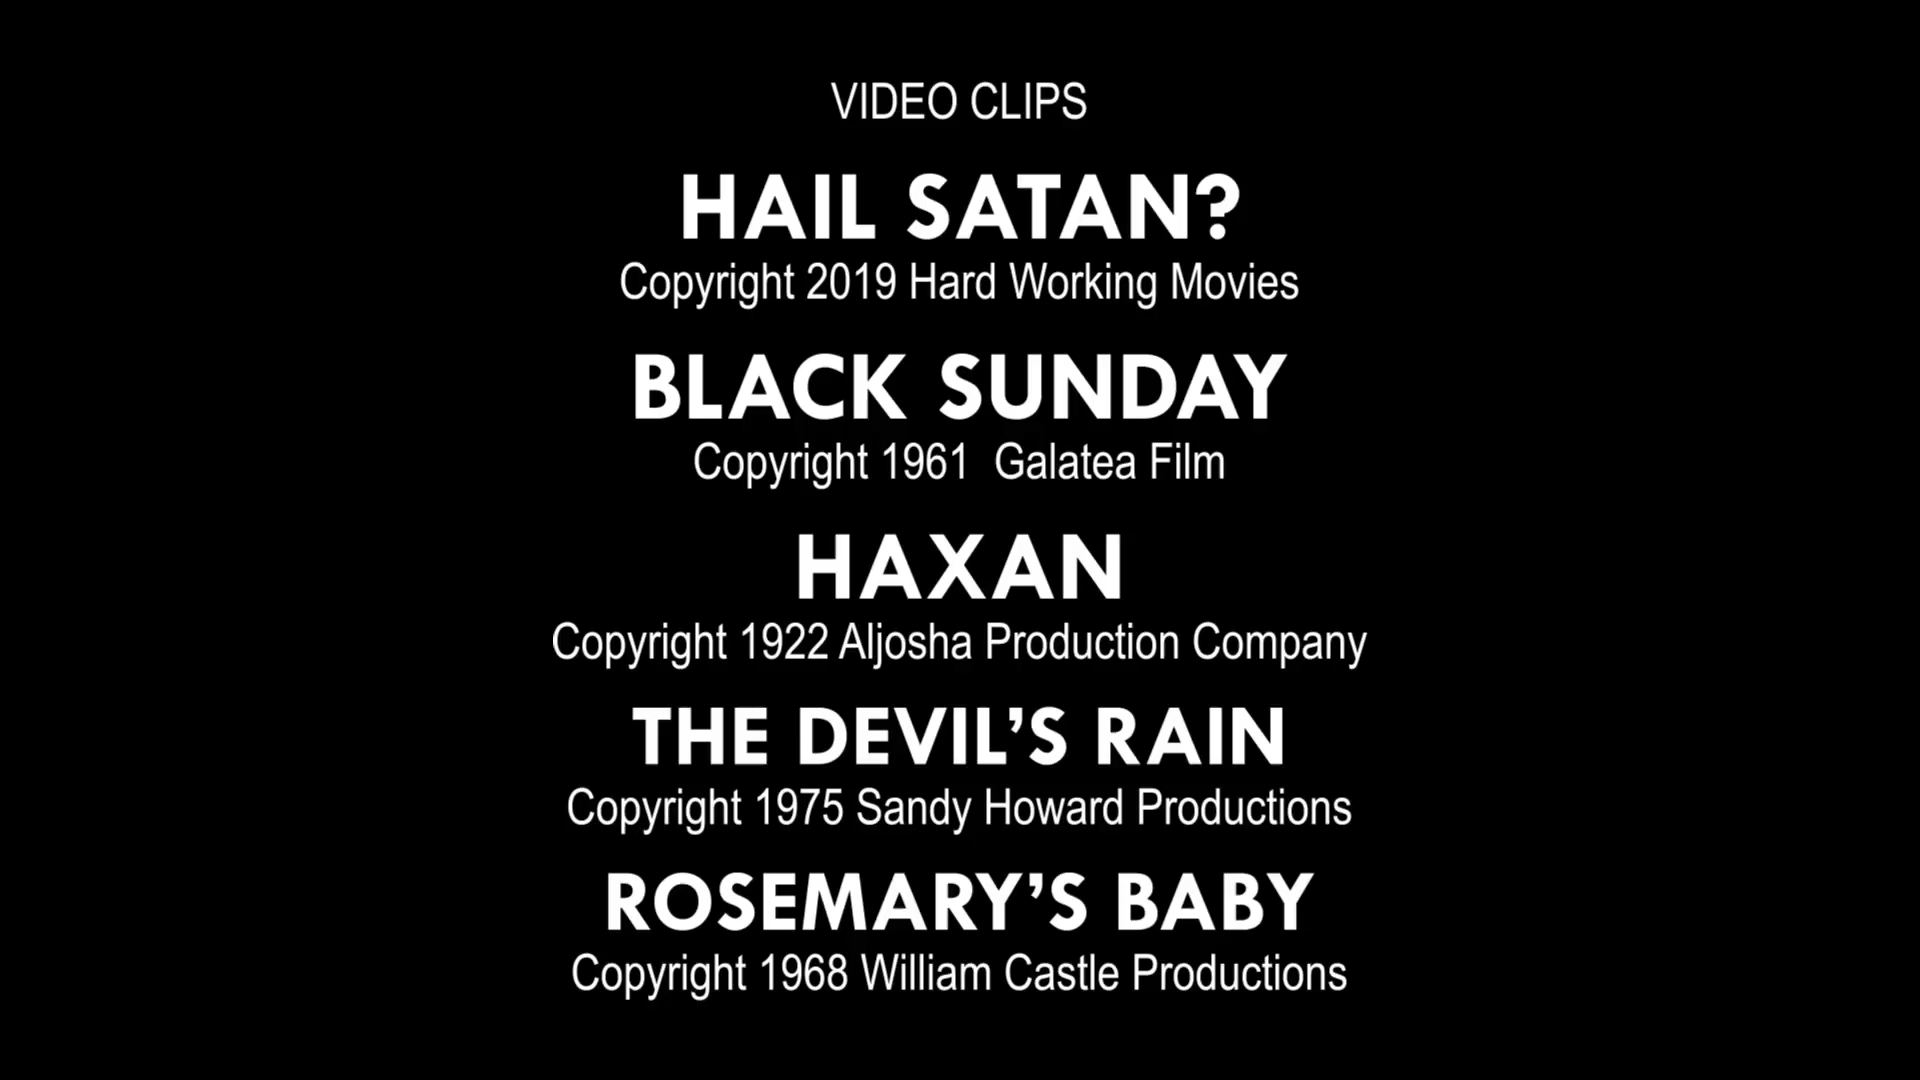 VIDEO CLIPS
HAIL SATAN?
Copyright 2019 Hard Working Movies
BLACK SUNDAY
Copyright 1961  Galatea Film
HAXAN
Copyright 1922 Aljosha Production Company
THE DEVIL’S RAIN
Copyright 1975 Sandy Howard Productions
ROSEMARY’S BABY
Copyright 1968 William Castle Productions